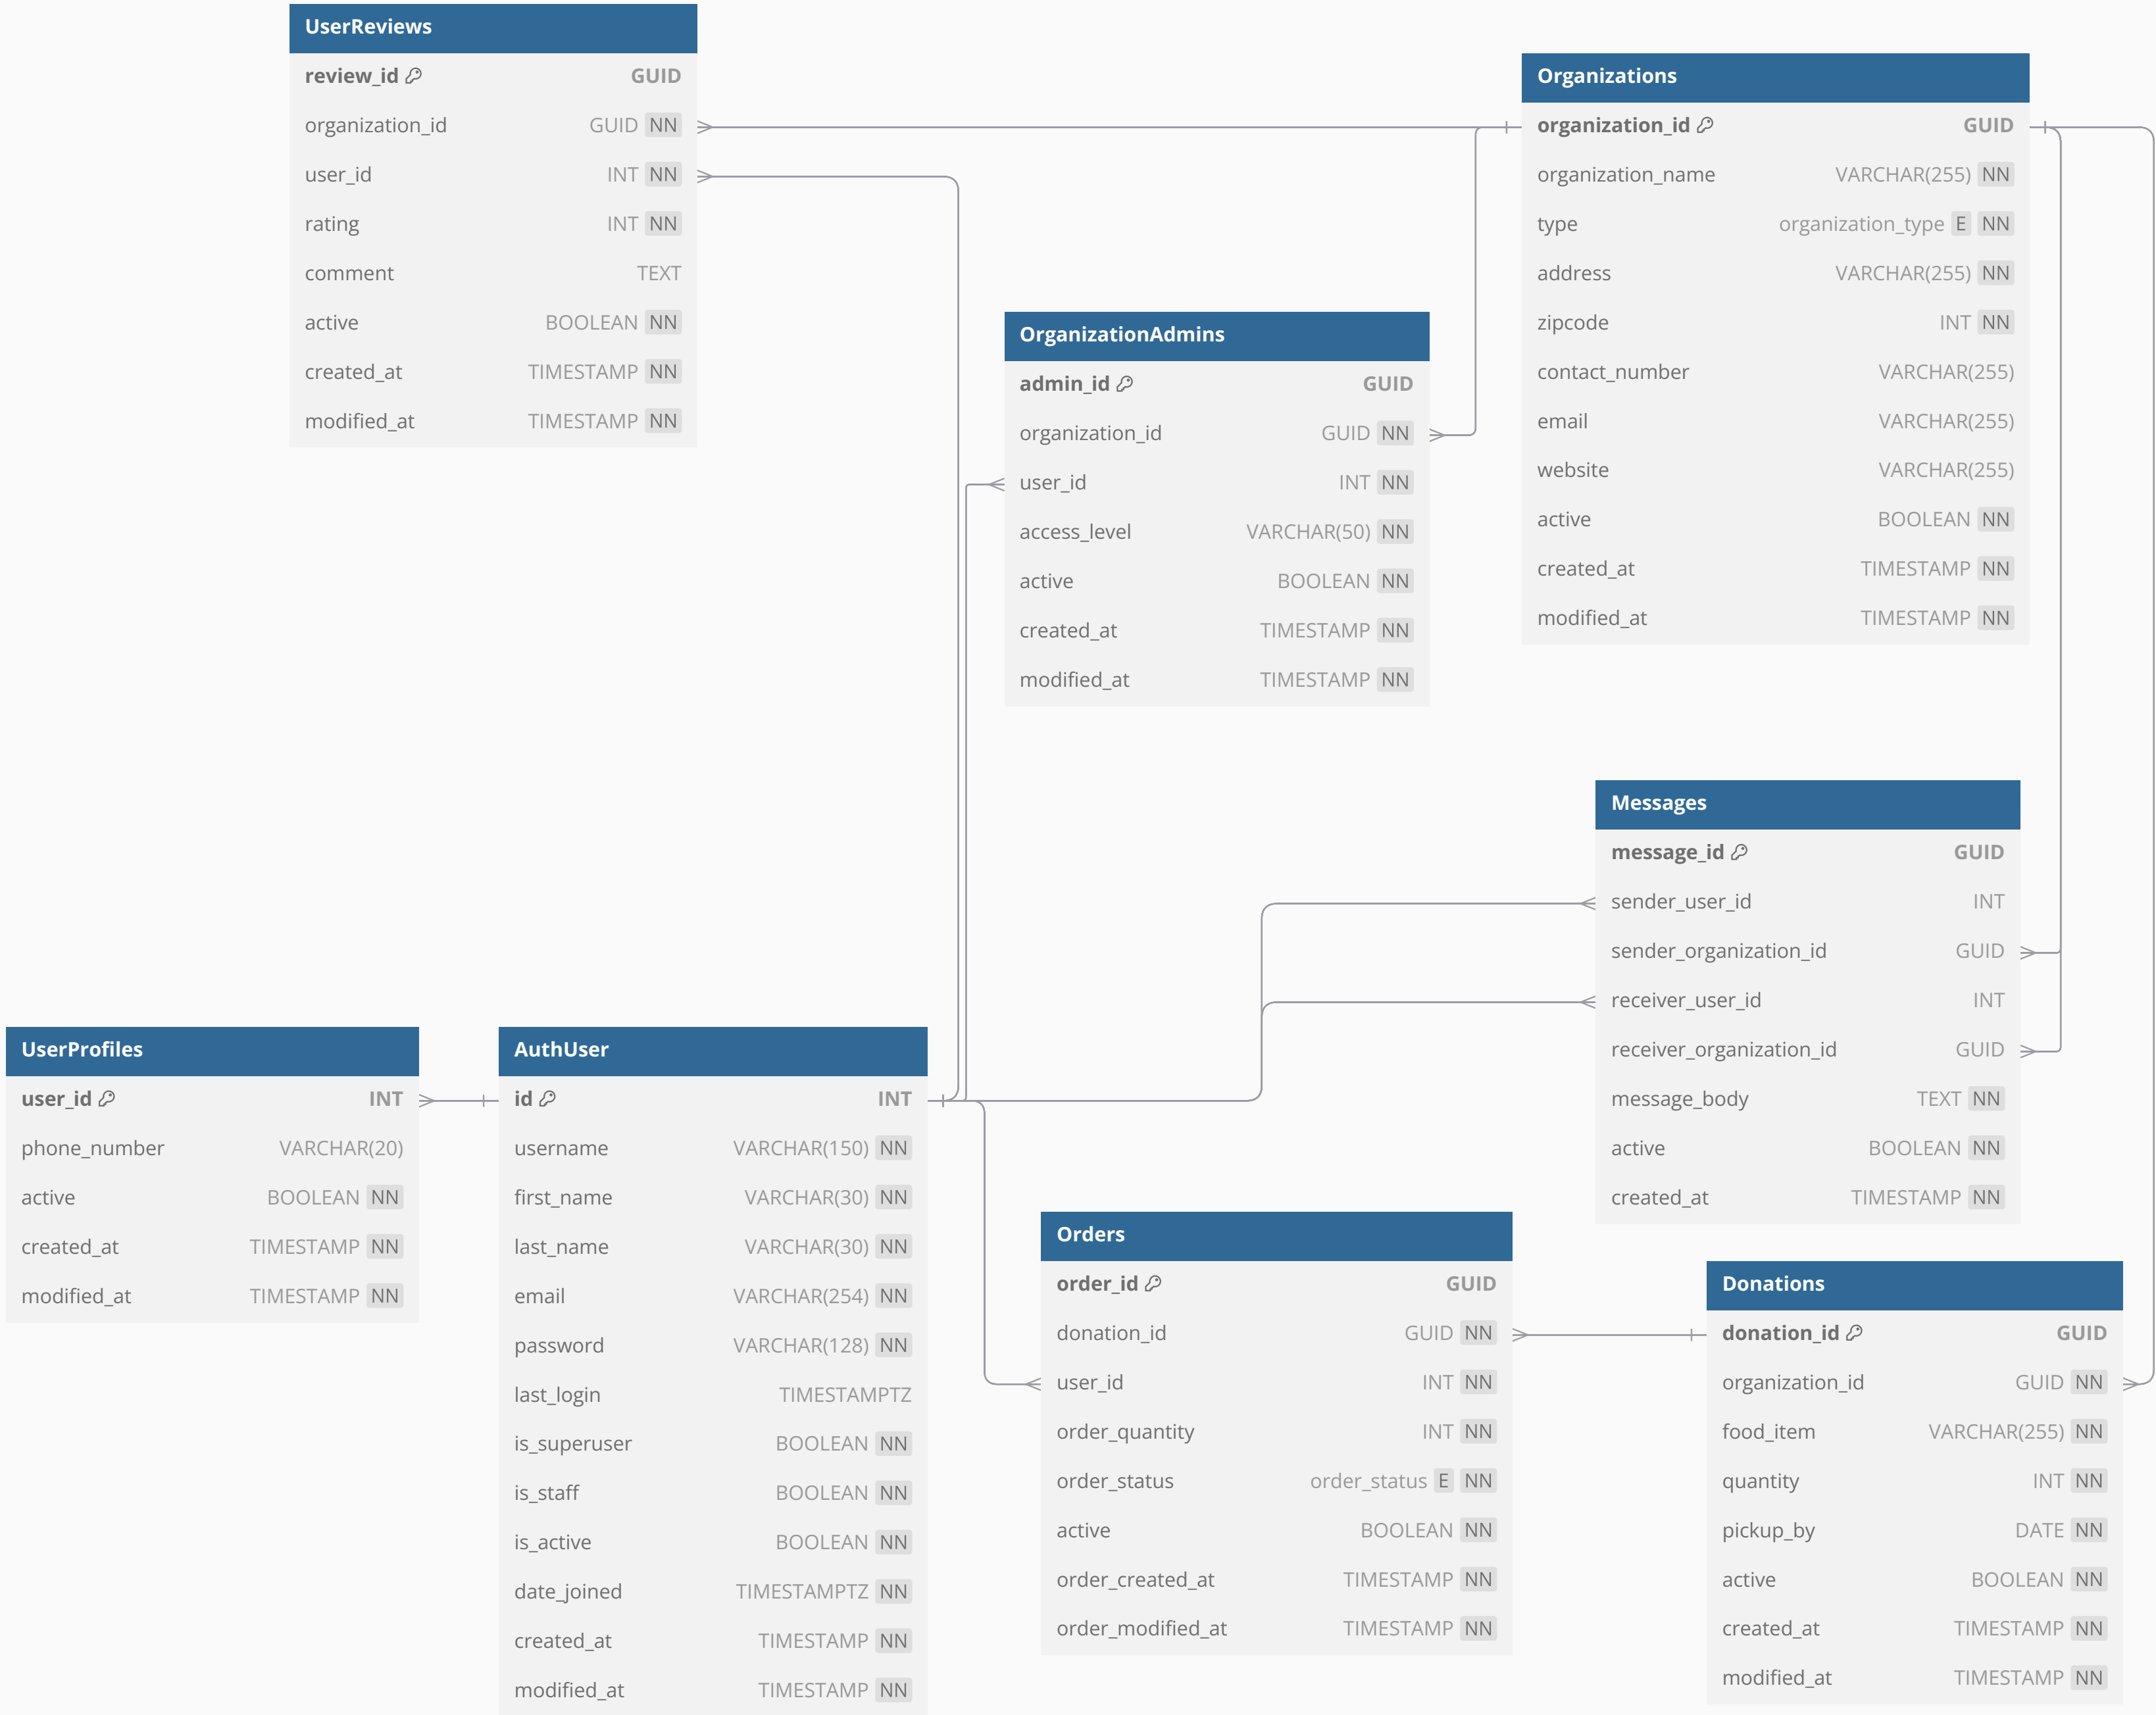 UserReviews
review_id GUID
organization_id GUID NN
user_id INT NN
rating INT NN
comment TEXT
active BOOLEAN NN
created_at TIMESTAMP NN
modified_at TIMESTAMP NN
Organizations
organization_id GUID
organization_name VARCHAR(255) NN
type organization_type E NN
address VARCHAR(255) NN
zipcode INT NN
contact_number VARCHAR(255)
email VARCHAR(255)
website VARCHAR(255)
active BOOLEAN NN
created_at TIMESTAMP NN
modified_at TIMESTAMP NN
OrganizationAdmins
admin_id GUID
organization_id GUID NN
user_id INT NN
access_level VARCHAR(50) NN
active BOOLEAN NN
created_at TIMESTAMP NN
modified_at TIMESTAMP NN
Messages
message_id GUID
sender_user_id INT
sender_organization_id GUID
receiver_user_id INT
receiver_organization_id GUID
message_body TEXT NN
active BOOLEAN NN
created_at TIMESTAMP NN
UserProfiles
user_id INT
phone_number VARCHAR(20)
active BOOLEAN NN
created_at TIMESTAMP NN
modified_at TIMESTAMP NN
AuthUser
id INT
username VARCHAR(150) NN
first_name VARCHAR(30) NN
last_name VARCHAR(30) NN
email VARCHAR(254) NN
password VARCHAR(128) NN
last_login TIMESTAMPTZ
is_superuser BOOLEAN NN
is_staff BOOLEAN NN
is_active BOOLEAN NN
date_joined TIMESTAMPTZ NN
created_at TIMESTAMP NN
modified_at TIMESTAMP NN
Orders
order_id GUID
donation_id GUID NN
user_id INT NN
order_quantity INT NN
order_status order_status E NN
active BOOLEAN NN
order_created_at TIMESTAMP NN
order_modified_at TIMESTAMP NN
Donations
donation_id GUID
organization_id GUID NN
food_item VARCHAR(255) NN
quantity INT NN
pickup_by DATE NN
active BOOLEAN NN
created_at TIMESTAMP NN
modified_at TIMESTAMP NN